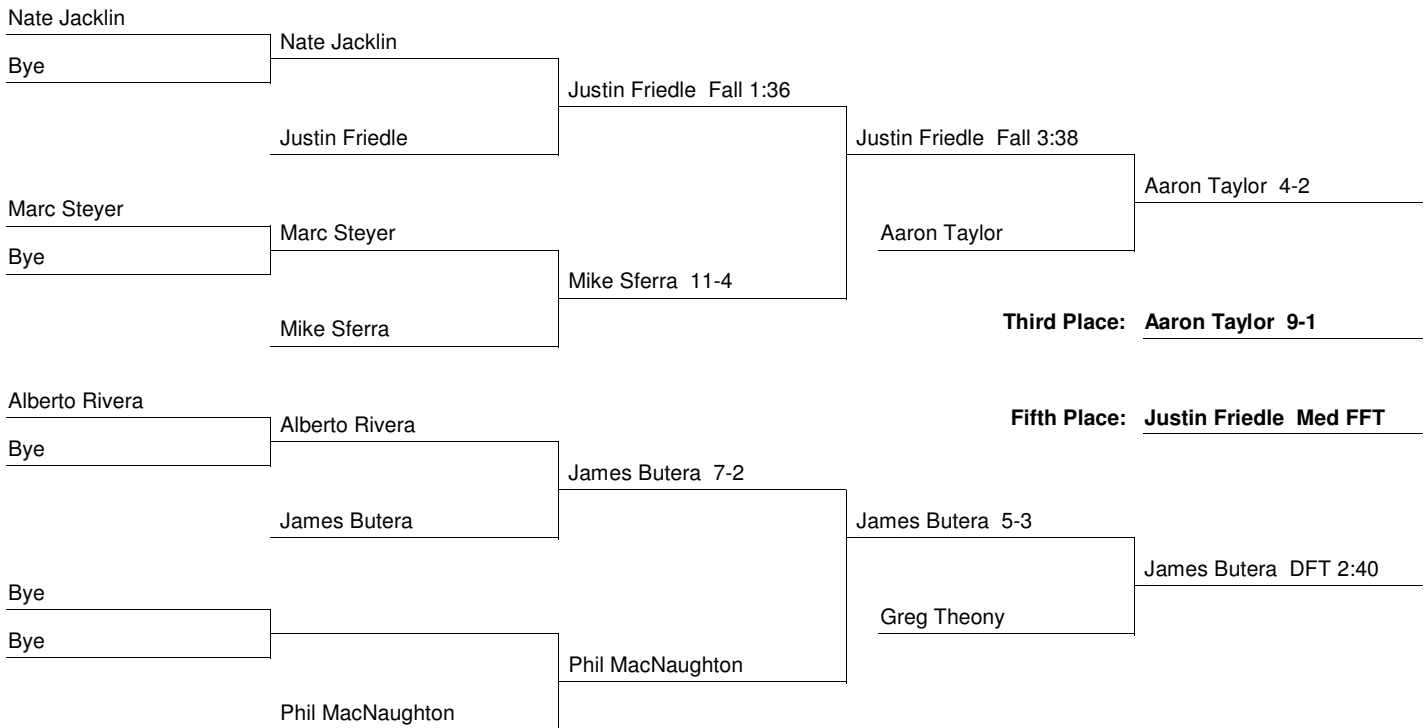 Nate Jacklin
Nate Jacklin
Bye
Justin Friedle  Fall 1:36
Justin Friedle
Justin Friedle  Fall 3:38
Aaron Taylor  4-2
Marc Steyer
Marc Steyer
Aaron Taylor
Bye
Mike Sferra  11-4
Mike Sferra
Third Place:  Aaron Taylor  9-1
Alberto Rivera
Alberto Rivera
Fifth Place:  Justin Friedle  Med FFT
Bye
James Butera  7-2
James Butera
James Butera  5-3
James Butera  DFT 2:40
Bye
Greg Theony
Bye
Phil MacNaughton
Phil MacNaughton